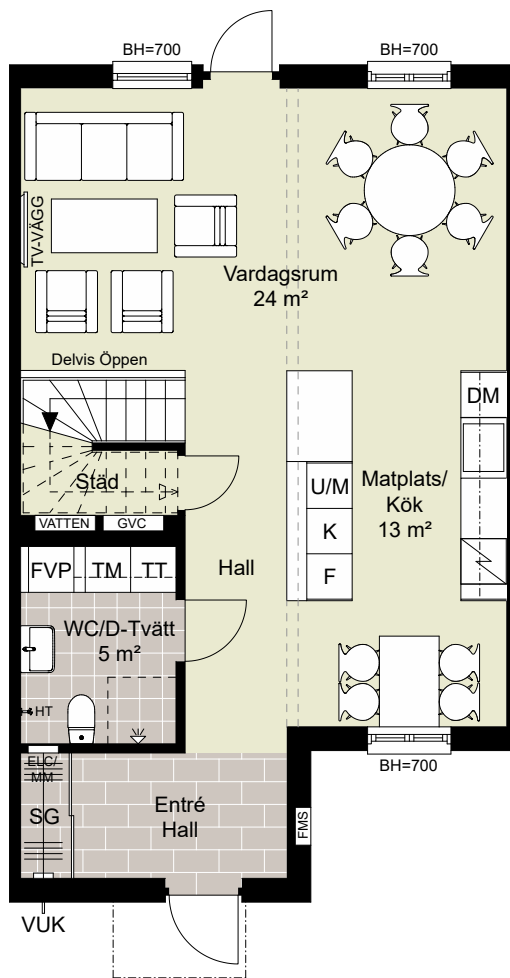 BH=700
BH=700
TV-VÄGG
Vardagsrum
24 m²
Delvis Öppen
DM
Städ
U/M
Matplats/
Kök
13 m²
K
VATTEN
GVC
F
Hall
FVP
TM
TT
WC/D-Tvätt
5 m²
HT
ELC/
MM
BH=700
SG
Entré
Hall
FMS
VUK